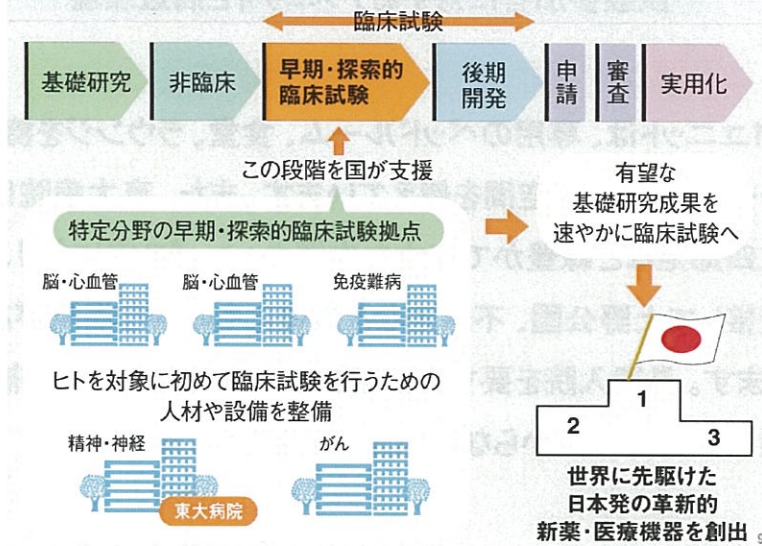 臨床試験
基礎研究
非臨床
早期・探索的
臨床試験
後期
開発
申請
審査
実用化
この段階を国が支援
特定分野の早期・探索的臨床試験拠点
脳・心血管
脳・心血管
免疫難病
ヒトを対象に初めて臨床試験を行うための
人材や設備を整備
精神・神経
がん
東大病院
有望な
基礎研究成果を
速やかに臨床試験へ
1
2
3
世界に先駆けた
日本発の革新的
新薬・医療機器を創出